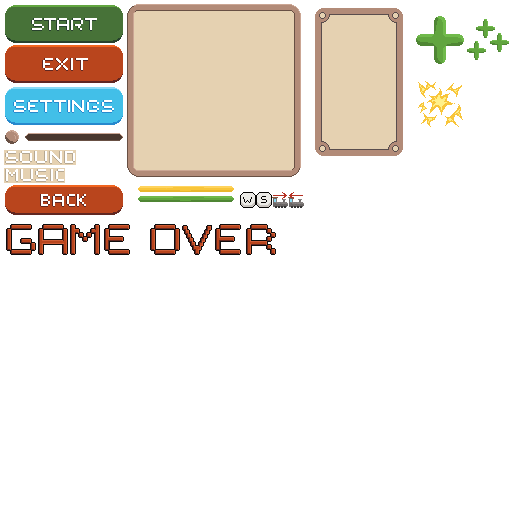 START
EXIT
SETTINGS
SOUND
MUSIC
BACK
W S
GAME OVER